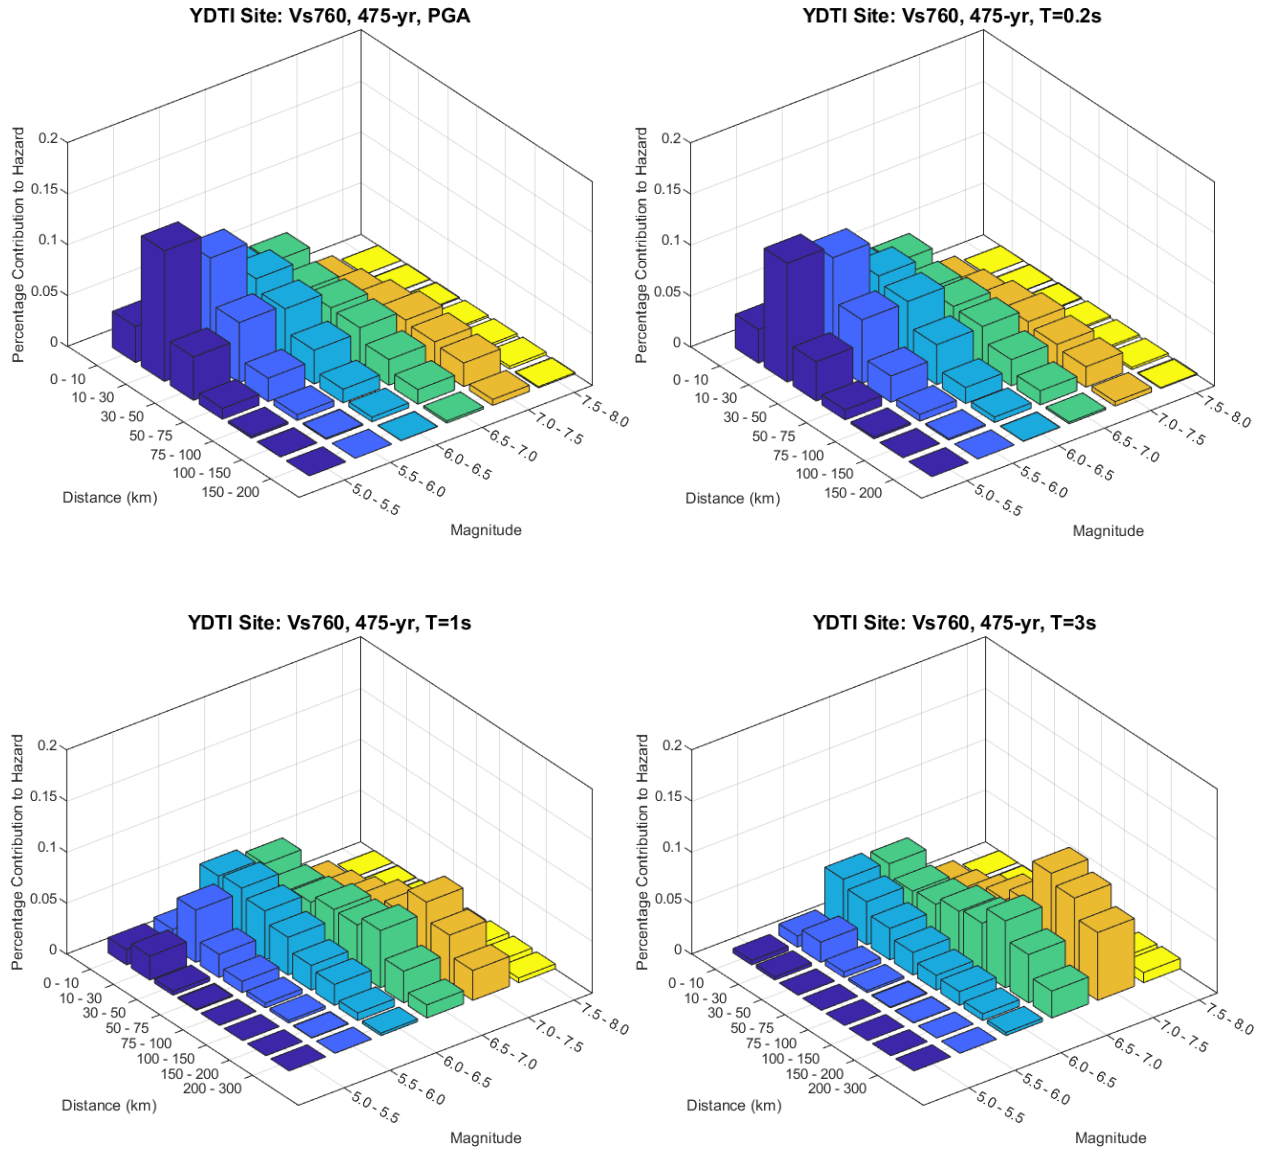 YDTI Site: Vs760, 475-yr, PGA
Percentage Contribution to Hazard
0.2
0.15
0.1
0.05
0
0 - 10
10 - 30
30 - 50
50 - 75
75 - 100
100 - 150
150 - 200
Distance (km)
5.0 - 5.5
5.5 - 6.0
6.0 - 6.5
6.5 - 7.0
7.0 - 7.5
7.5 - 8.0
Magnitude
YDTI Site: Vs760, 475-yr, T=0.2s
Percentage Contribution to Hazard
0.2
0.15
0.1
0.05
0
0 - 10
10 - 30
30 - 50
50 - 75
75 - 100
100 - 150
150 - 200
Distance (km)
5.0 - 5.5
5.5 - 6.0
6.0 - 6.5
6.5 - 7.0
7.0 - 7.5
7.5 - 8.0
Magnitude
YDTI Site: Vs760, 475-yr, T=1s
Percentage Contribution to Hazard
0.2
0.15
0.1
0.05
0
0 - 10
10 - 30
30 - 50
50 - 75
75 - 100
100 - 150
150 - 200
200 - 300
Distance (km)
5.0 - 5.5
5.5 - 6.0
6.0 - 6.5
6.5 - 7.0
7.0 - 7.5
7.5 - 8.0
Magnitude
YDTI Site: Vs760, 475-yr, T=3s
Percentage Contribution to Hazard
0.2
0.15
0.1
0.05
0
0 - 10
10 - 30
30 - 50
50 - 75
75 - 100
100 - 150
150 - 200
200 - 300
Distance (km)
5.0 - 5.5
5.5 - 6.0
6.0 - 6.5
6.5 - 7.0
7.0 - 7.5
7.5 - 8.0
Magnitude